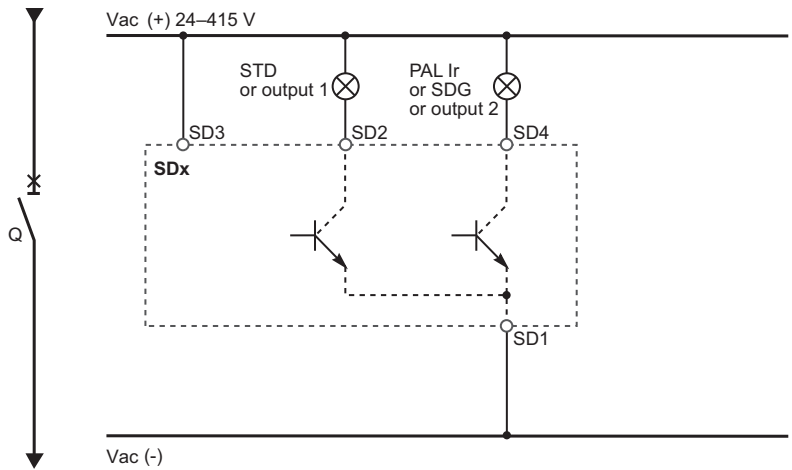 Vac (+) 24–415 V
STD
or output 1
PAL Ir
or SDG
or output 2
SD3
SD2
SD4
SDx
Q
SD1
Vac (-)